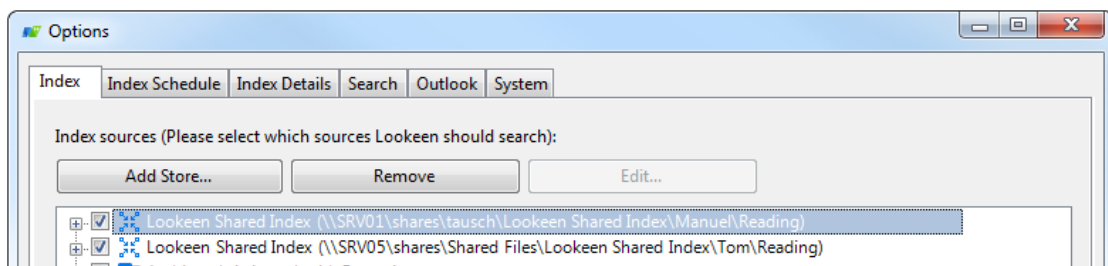 Options
Index Index Schedule Index Details Search Outlook System
Index sources (Please select which sources Lookeen should search):
Add Store... Remove Edit...
Lookeen Shared Index (\\SRV01\shares\tausch\Lookeen Shared Index\Manuel\Reading)
Lookeen Shared Index (\\SRV05\shares\Shared Files\Lookeen Shared Index\Tom\Reading)